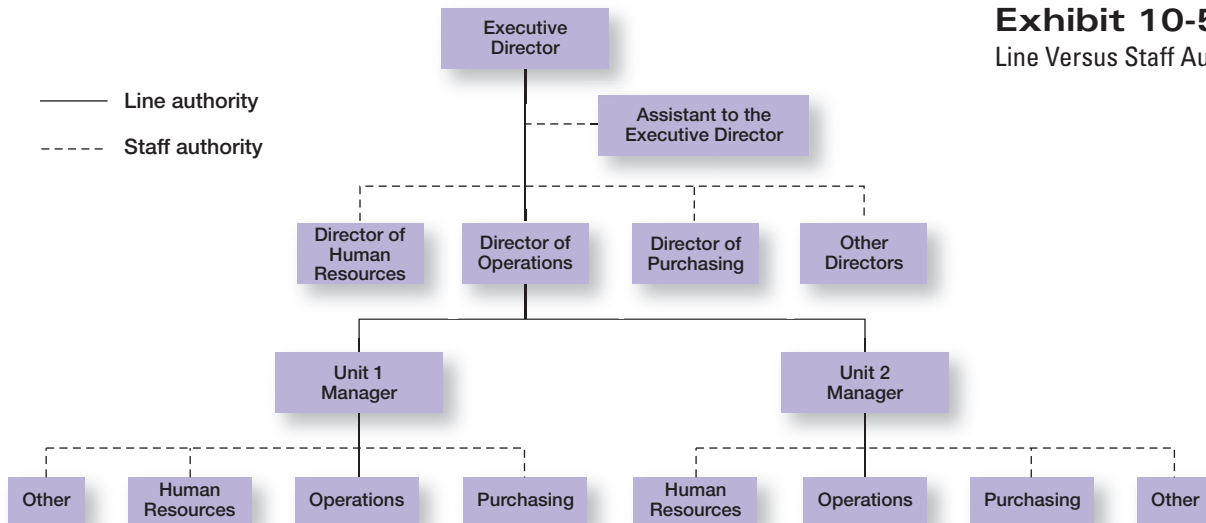 Exhibit 10-5
Line Versus Staff Au
Executive
Director
Line authority
Staff authority
Assistant to the
Executive Director
Director of
Human
Resources
Director of
Operations
Director of
Purchasing
Other
Directors
Unit 1
Manager
Unit 2
Manager
Other
Human
Resources
Operations
Purchasing
Human
Resources
Operations
Purchasing
Other